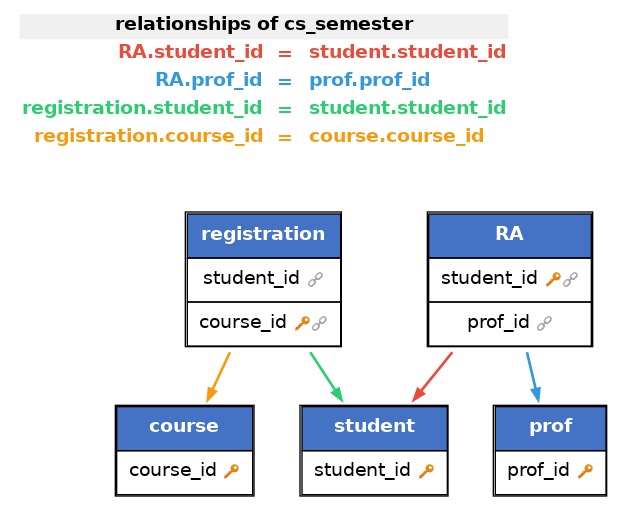 relationships of cs_semester
RA.student_id = student.student_id
RA.prof_id = prof.prof_id
registration.student_id = student.student_id
registration.course_id = course.course_id
registration RA
student_id student_id
course_id prof_id
course student prof
course_id student_id prof_id